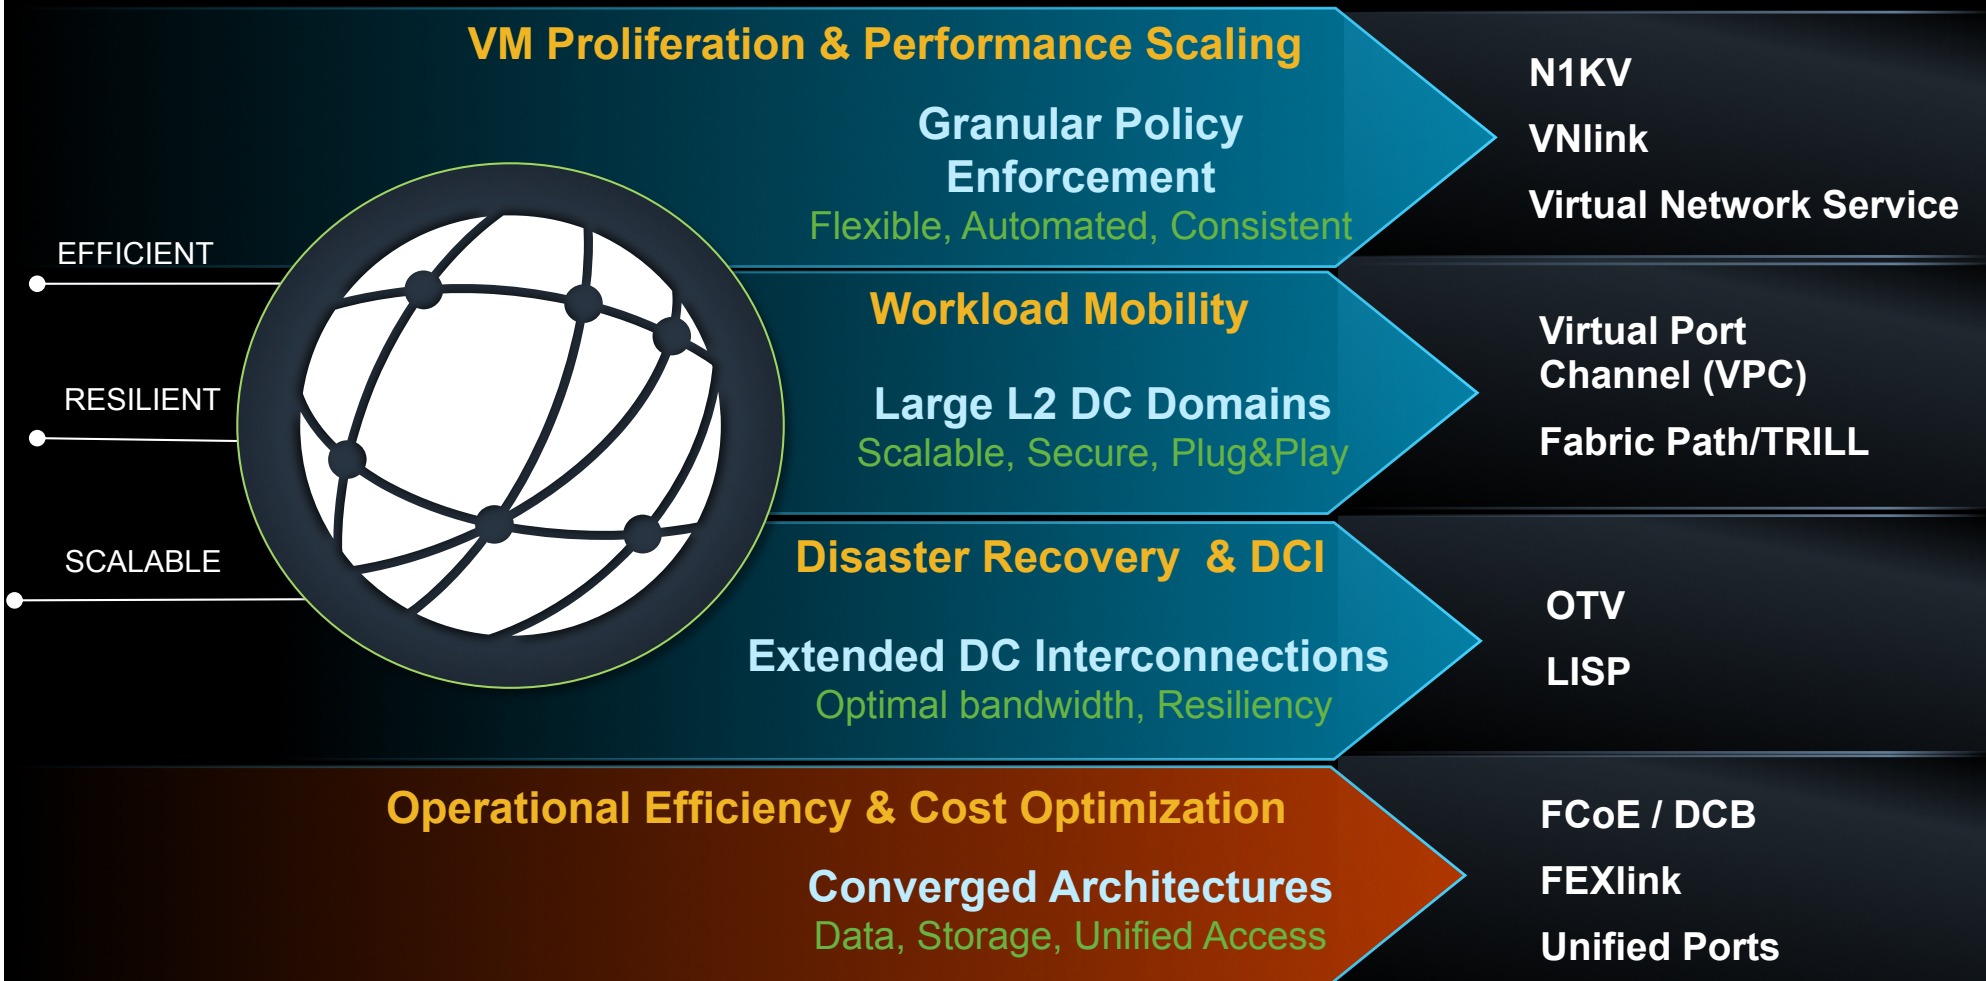 VM Proliferation & Performance Scaling
Granular Policy
Enforcement
Flexible, Automated, Consistent
N1KV
VNlink
Virtual Network Service
EFFICIENT
RESILIENT
SCALABLE
Workload Mobility
Large L2 DC Domains
Scalable, Secure, Plug&Play
Virtual Port
Channel (VPC)
Fabric Path/TRILL
Disaster Recovery & DCI
Extended DC Interconnections
Optimal bandwidth, Resiliency
OTV
LISP
Operational Efficiency & Cost Optimization
Converged Architectures
Data, Storage, Unified Access
FCoE / DCB
FEXlink
Unified Ports